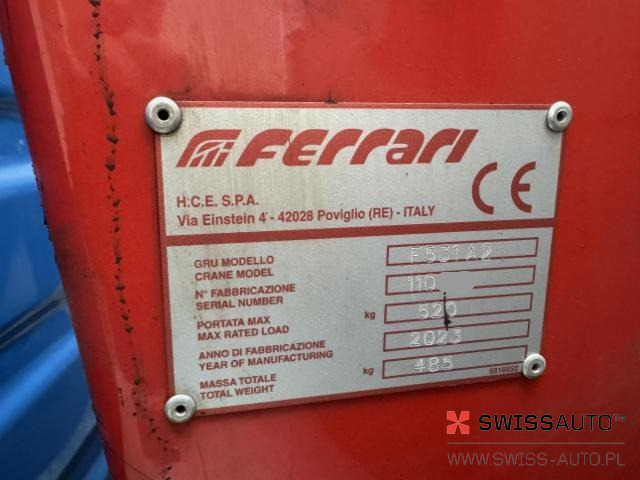 Ferrari
CE
H.C.E. S.P.A.
Via Einstein 4 - 42028 Poviglio (RE) - ITALY
GRU MODELLO
CRANE MODEL
F531A2
N° FABBRICAZIONE
SERIAL NUMBER
110
PORTATA MAX
MAX RATED LOAD
kg 520
ANNO DI FABBRICAZIONE
YEAR OF MANUFACTURING
2023
MASSA TOTALE
TOTAL WEIGHT
kg 485
SWISSAUTO
WWW.SWISS-AUTO.PL